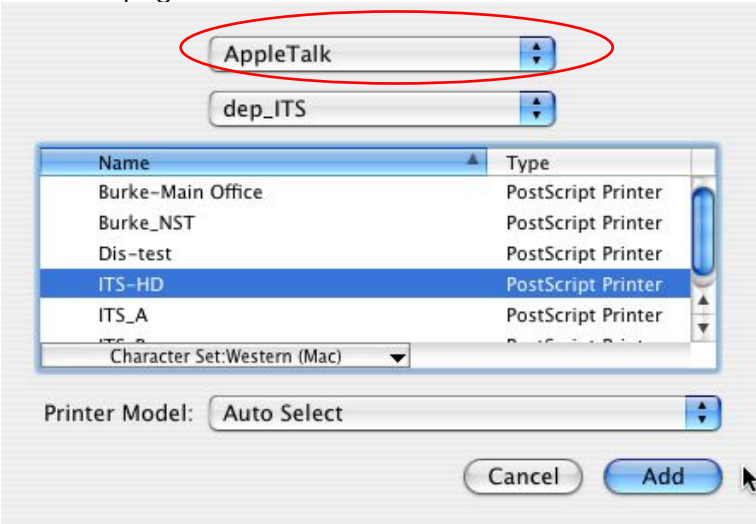 AppleTalk
dep_ITS
Name Type
Burke-Main Office PostScript Printer
Burke_NST PostScript Printer
Dis-test PostScript Printer
ITS-HD PostScript Printer
ITS_A PostScript Printer
Character Set:Western (Mac)
Printer Model: Auto Select
Cancel Add